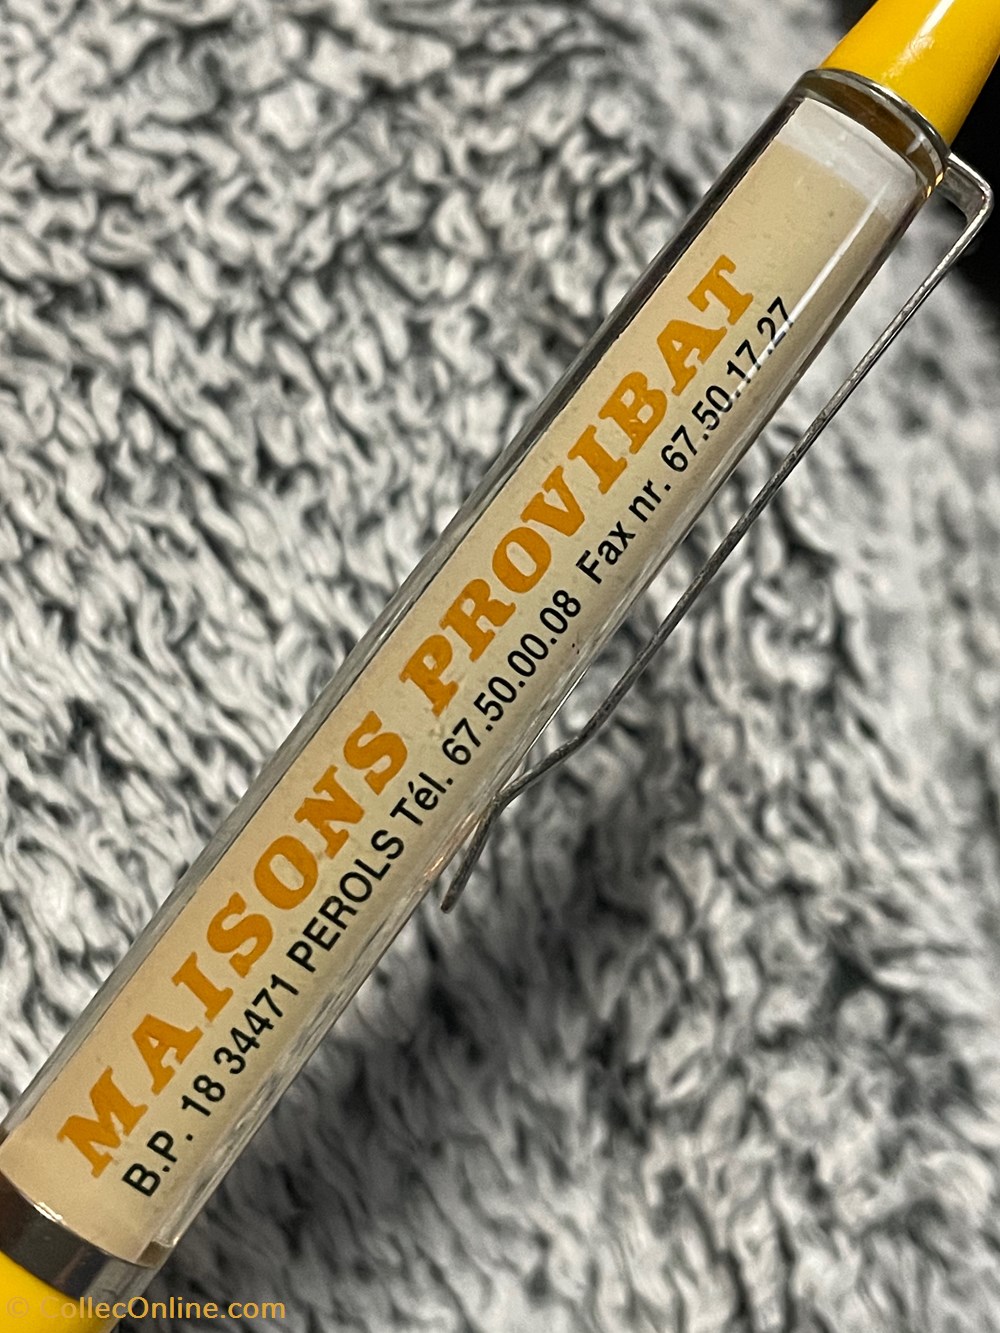 MAISONS PROVIBAT
B.P. 18 34471 PEROLS Tél. 67.50.00.08 Fax nr. 67.50.17.27
© CollecOnline.com